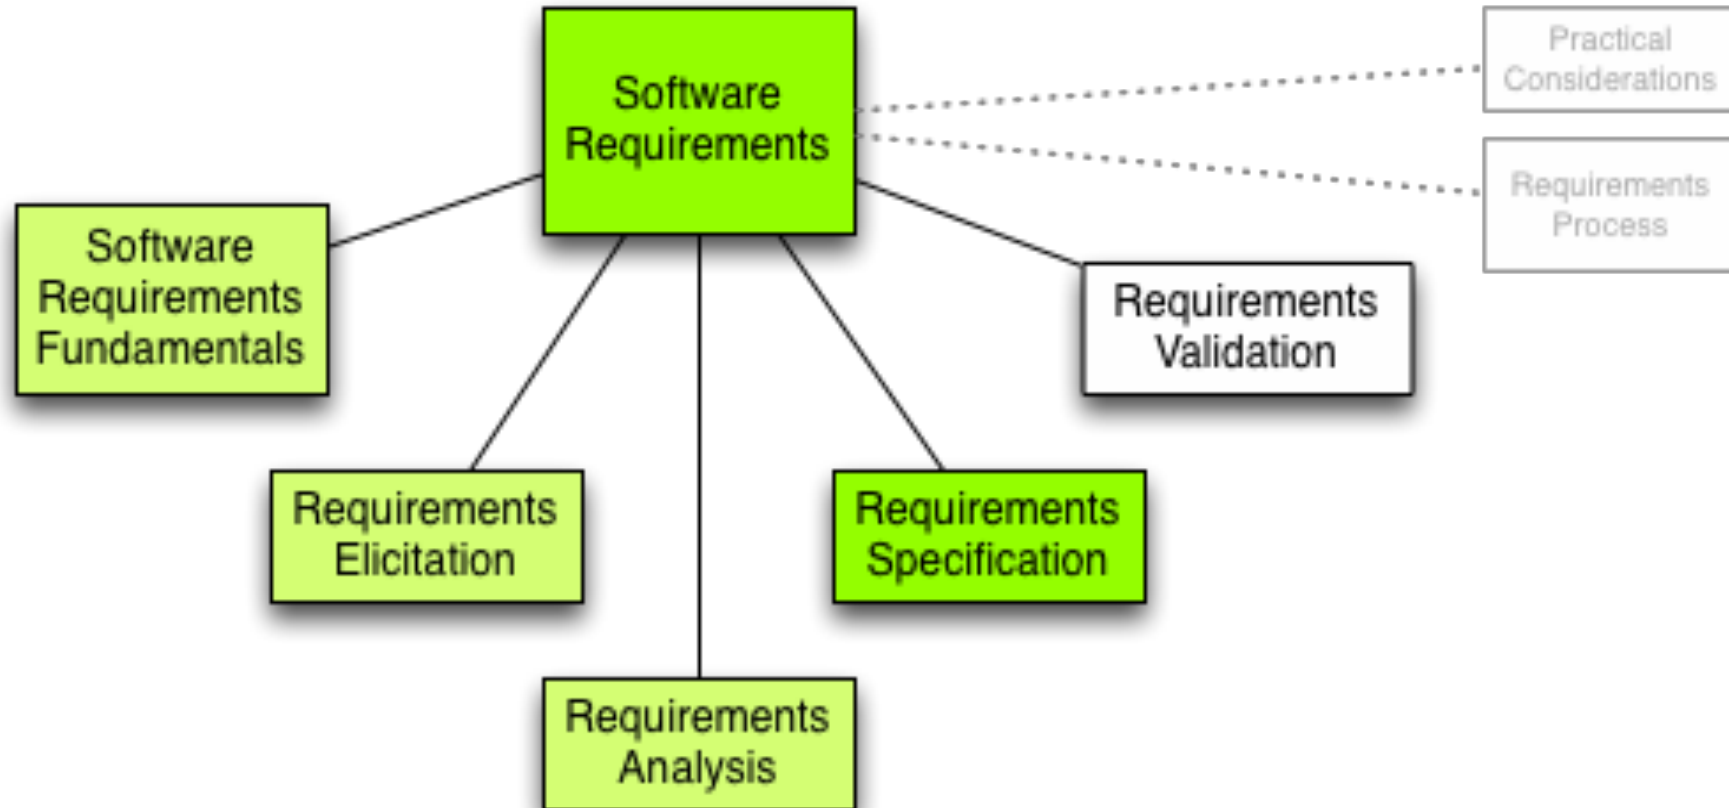 Software
Requirements
Practical
Considerations
Requirements
Process
Software
Requirements
Fundamentals
Requirements
Validation
Requirements
Elicitation
Requirements
Specification
Requirements
Analysis